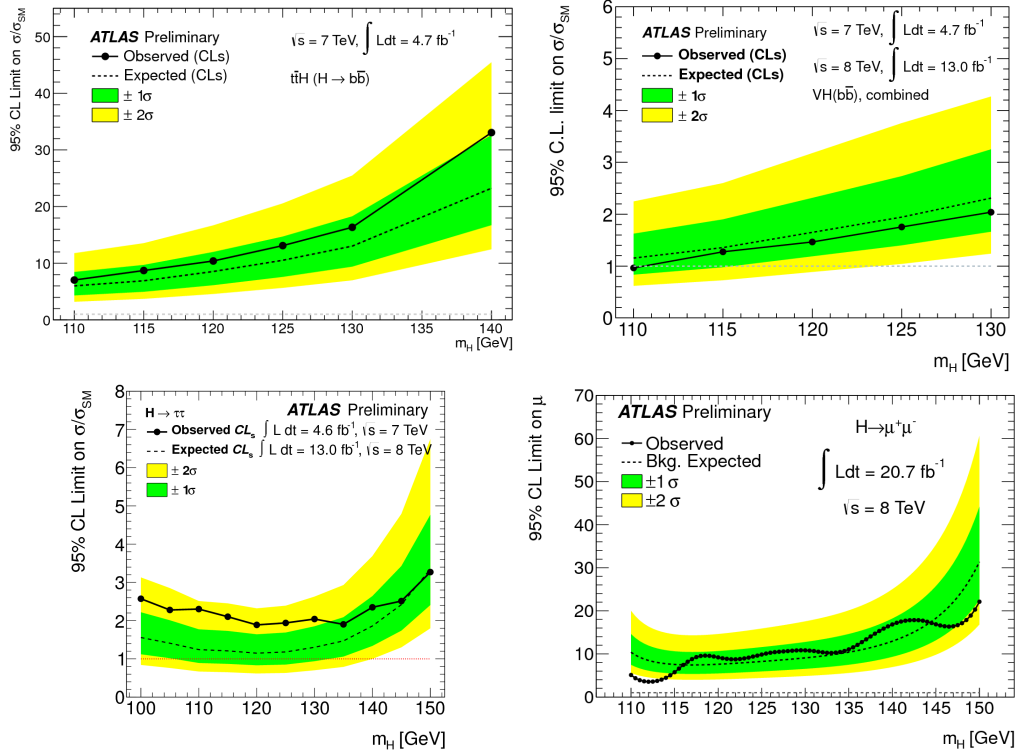 95% CL Limit on σ/σSM
50
40
30
20
10
0
ATLAS Preliminary
Observed (CLs)
Expected (CLs)
± 1σ
± 2σ
√s = 7 TeV, ∫ Ldt = 4.7 fb-1
tt̄H (H → bb̄)
110 115 120 125 130 135 140
mH [GeV]
95% C.L. limit on σ/σSM
6
5
4
3
2
1
0
ATLAS Preliminary
Observed (CLs)
Expected (CLs)
± 1σ
± 2σ
√s = 7 TeV, ∫ Ldt = 4.7 fb-1
√s = 8 TeV, ∫ Ldt = 13.0 fb-1
VH(bb̄), combined
110 115 120 125 130
mH [GeV]
95% CL Limit on σ/σSM
8
7
6
5
4
3
2
1
0
H → ττ
ATLAS Preliminary
Observed CLs ∫ L dt = 4.6 fb-1, √s = 7 TeV
Expected CLs ∫ L dt = 13.0 fb-1, √s = 8 TeV
± 2σ
± 1σ
100 110 120 130 140 150
mH [GeV]
95% CL Limit on μ
70
60
50
40
30
20
10
0
ATLAS Preliminary
Observed
Bkg. Expected
±1 σ
±2 σ
H→μ+μ-
∫ Ldt = 20.7 fb-1
√s = 8 TeV
110 115 120 125 130 135 140 145 150
mH [GeV]